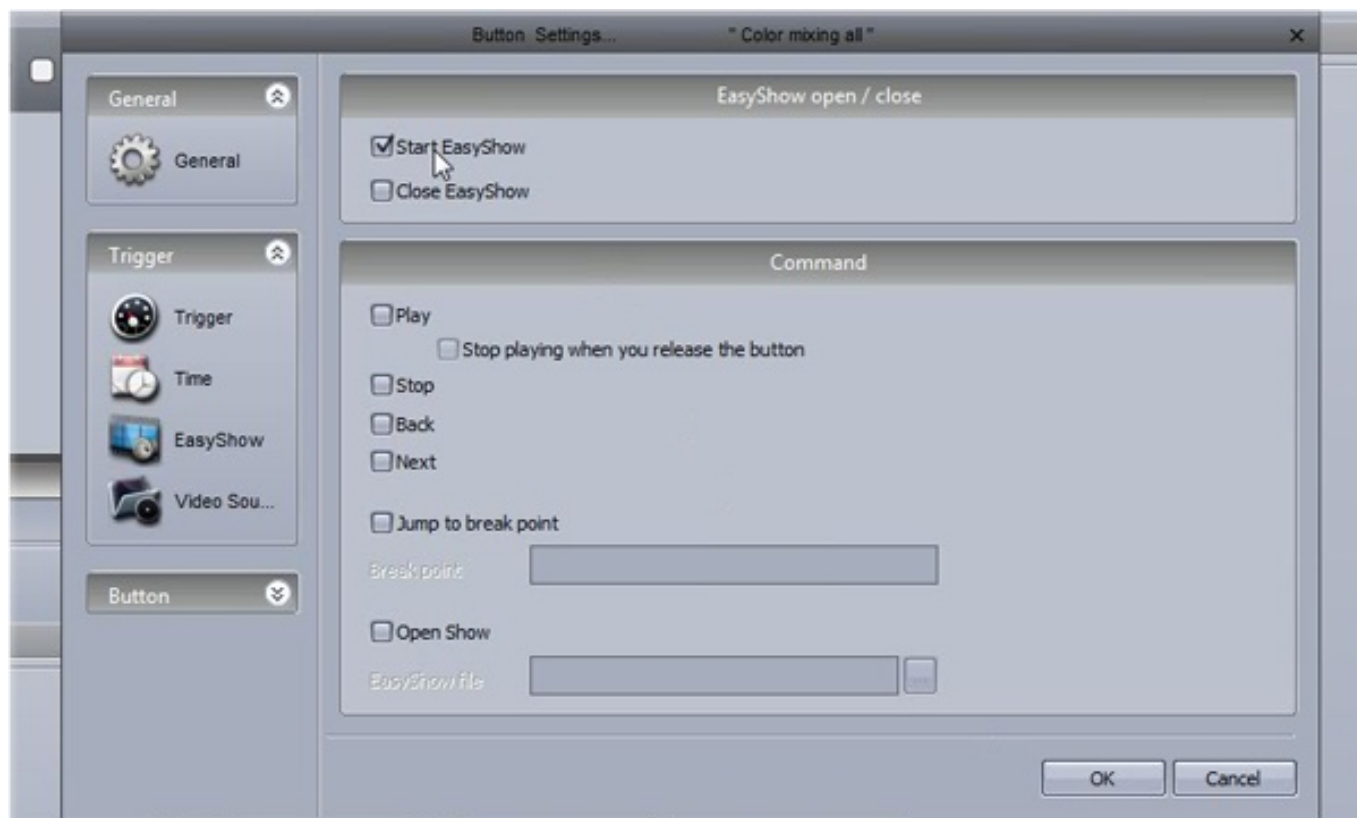 Button Settings... " Color mixing all "
General
General
Trigger
Trigger
Time
EasyShow
Video Sou...
Button
EasyShow open / close
Start EasyShow
Close EasyShow
Command
Play
Stop playing when you release the button
Stop
Back
Next
Jump to break point
Break point
Open Show
EasyShow file
OK
Cancel